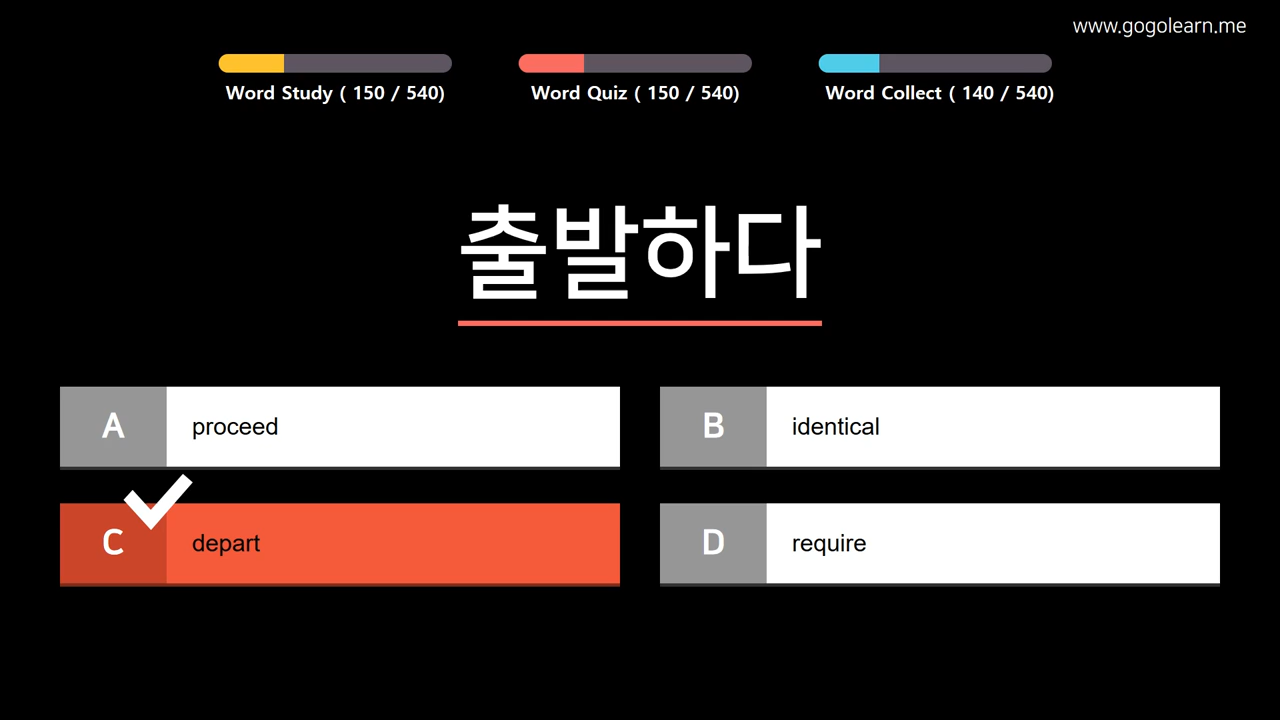 www.gogolearn.me
Word Study ( 150 / 540)
Word Quiz ( 150 / 540)
Word Collect ( 140 / 540)
출발하다
A proceed
B identical
C depart
D require